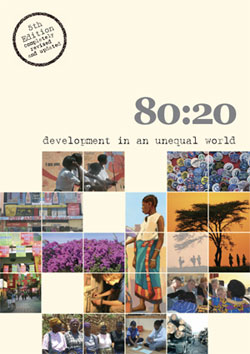 5th
Edition
completely
revised
and updated
80:20
development in an unequal world